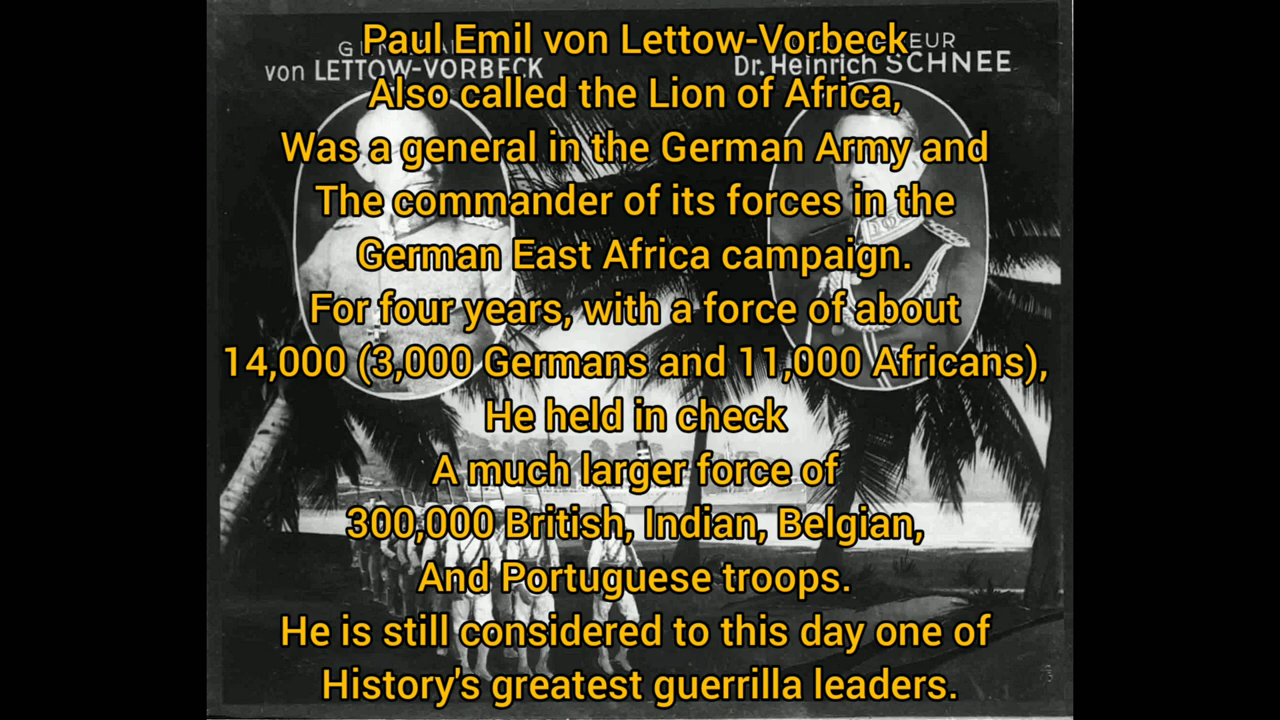 Paul Emil von Lettow-Vorbeck
von LETTOW-VORBECK
Dr. Heinrich SCHNEE
Also called the Lion of Africa,
Was a general in the German Army and
The commander of its forces in the
German East Africa campaign.
For four years, with a force of about
14,000 (3,000 Germans and 11,000 Africans),
He held in check
A much larger force of
300,000 British, Indian, Belgian,
And Portuguese troops.
He is still considered to this day one of
History's greatest guerrilla leaders.